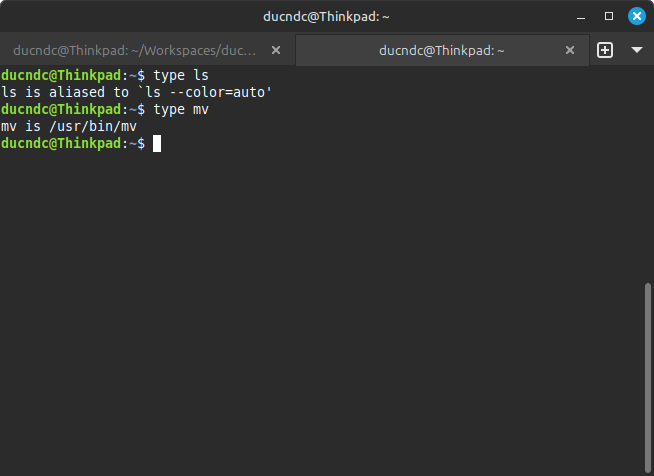 ducndc@Thinkpad: ~
ducndc@Thinkpad: ~/Workspaces/duc...
ducndc@Thinkpad: ~
ducndc@Thinkpad:~$ type ls
ls is aliased to `ls --color=auto'
ducndc@Thinkpad:~$ type mv
mv is /usr/bin/mv
ducndc@Thinkpad:~$